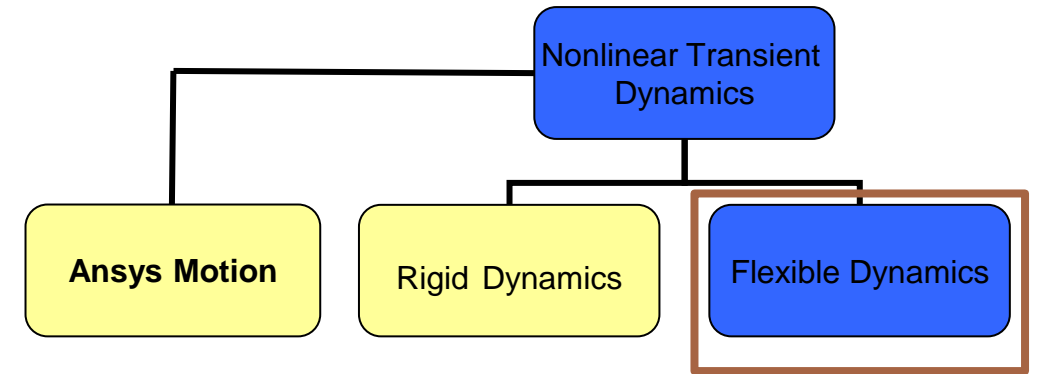 Nonlinear Transient
Dynamics
Ansys Motion
Rigid Dynamics
Flexible Dynamics